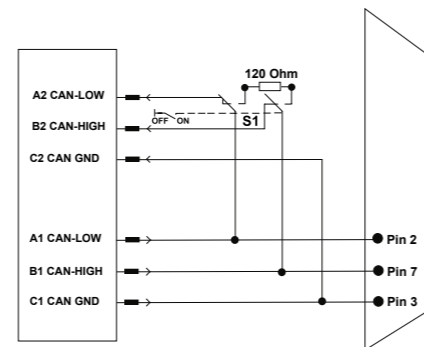 120 Ohm
A2 CAN-LOW
B2 CAN-HIGH
OFF ON
S1
C2 CAN GND
A1 CAN-LOW
Pin 2
B1 CAN-HIGH
Pin 7
C1 CAN GND
Pin 3